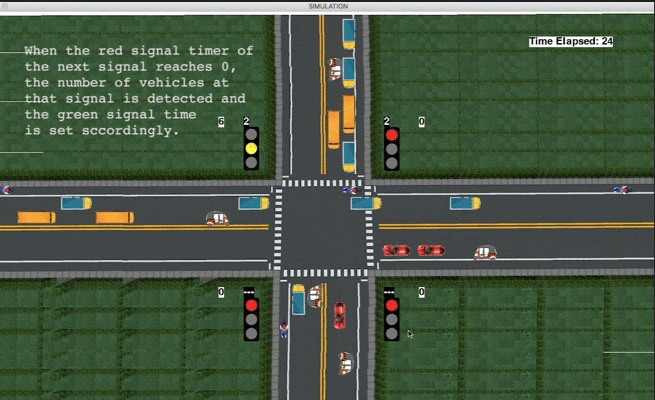 SIMULATION
Time Elapsed: 24
When the red signal timer of
the next signal reaches 0,
the number of vehicles at
that signal is detected and
the green signal time
is set sccordingly.
6 2
2 0
0 ---
--- 0